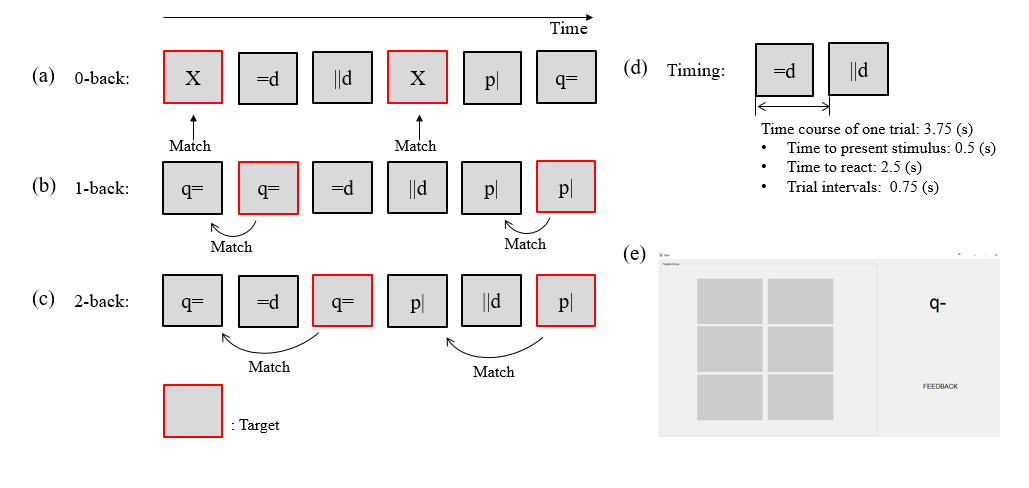 Time
(a) 0-back: X =d ||d X p| q=
Match Match
(b) 1-back: q= q= =d ||d p| p|
Match Match
(c) 2-back: q= =d q= p| ||d p|
Match Match
: Target
(d) Timing: =d ||d
Time course of one trial: 3.75 (s)
• Time to present stimulus: 0.5 (s)
• Time to react: 2.5 (s)
• Trial intervals: 0.75 (s)
(e)
q-
FEEDBACK